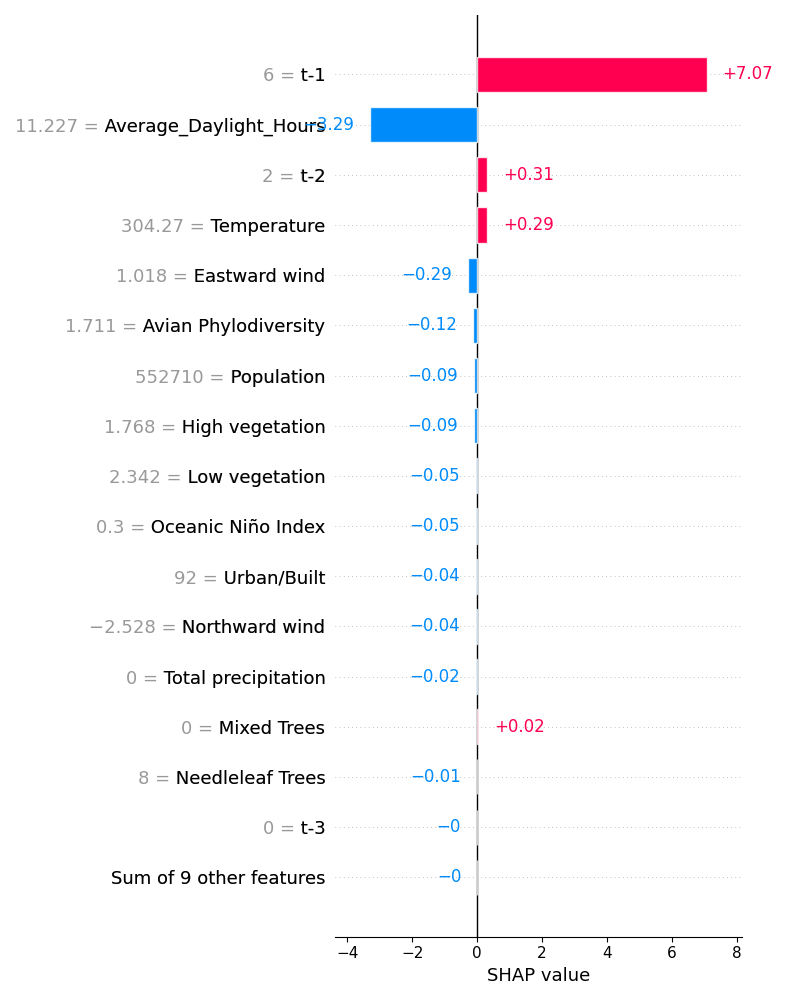 6 = t-1 +7.07
11.227 = Average_Daylight_Hours −3.29
2 = t-2 +0.31
304.27 = Temperature +0.29
1.018 = Eastward wind −0.29
1.711 = Avian Phylodiversity −0.12
552710 = Population −0.09
1.768 = High vegetation −0.09
2.342 = Low vegetation −0.05
0.3 = Oceanic Niño Index −0.05
92 = Urban/Built −0.04
−2.528 = Northward wind −0.04
0 = Total precipitation −0.02
0 = Mixed Trees +0.02
8 = Needleleaf Trees −0.01
0 = t-3 −0
Sum of 9 other features −0
−4 −2 0 2 4 6 8
SHAP value